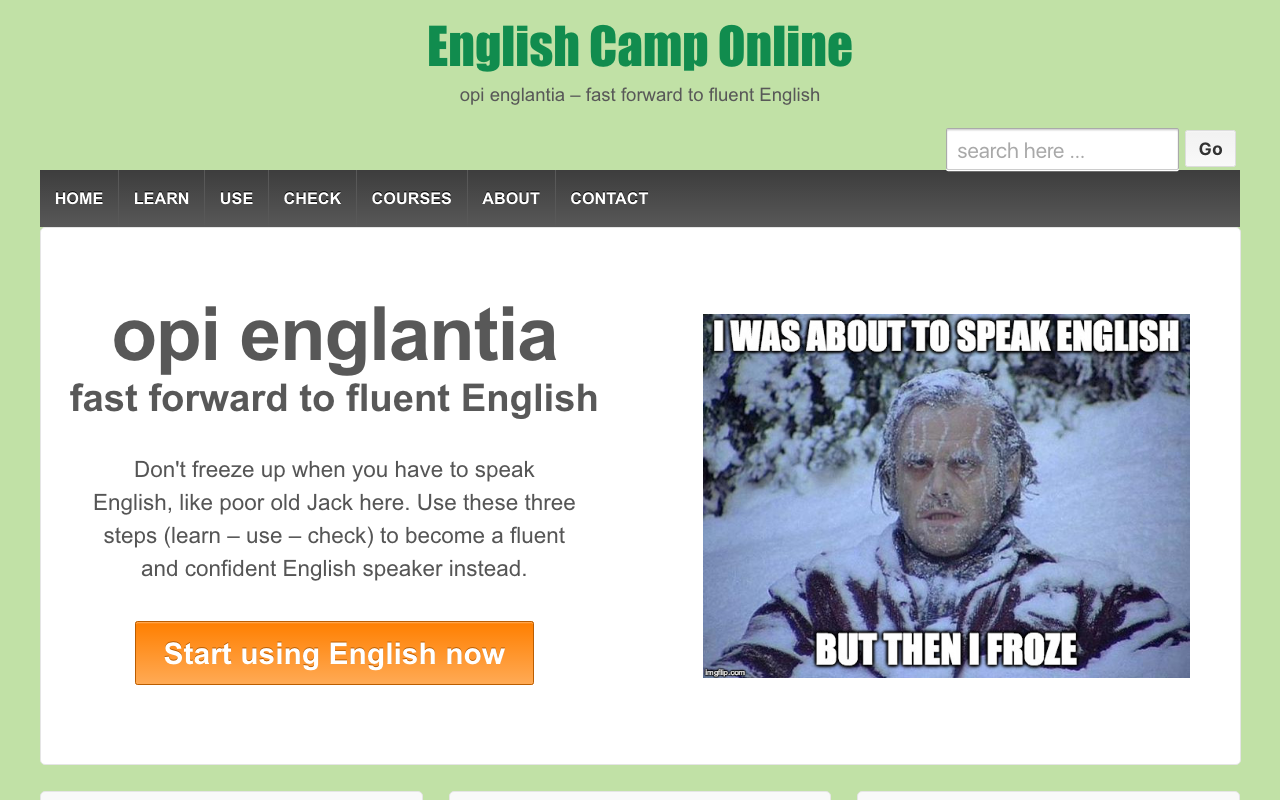 English Camp Online
opi englantia – fast forward to fluent English
search here ...
Go
HOME
LEARN
USE
CHECK
COURSES
ABOUT
CONTACT
opi englantia
fast forward to fluent English
Don't freeze up when you have to speak
English, like poor old Jack here. Use these three
steps (learn – use – check) to become a fluent
and confident English speaker instead.
Start using English now
I WAS ABOUT TO SPEAK ENGLISH
BUT THEN I FROZE
imgflip.com